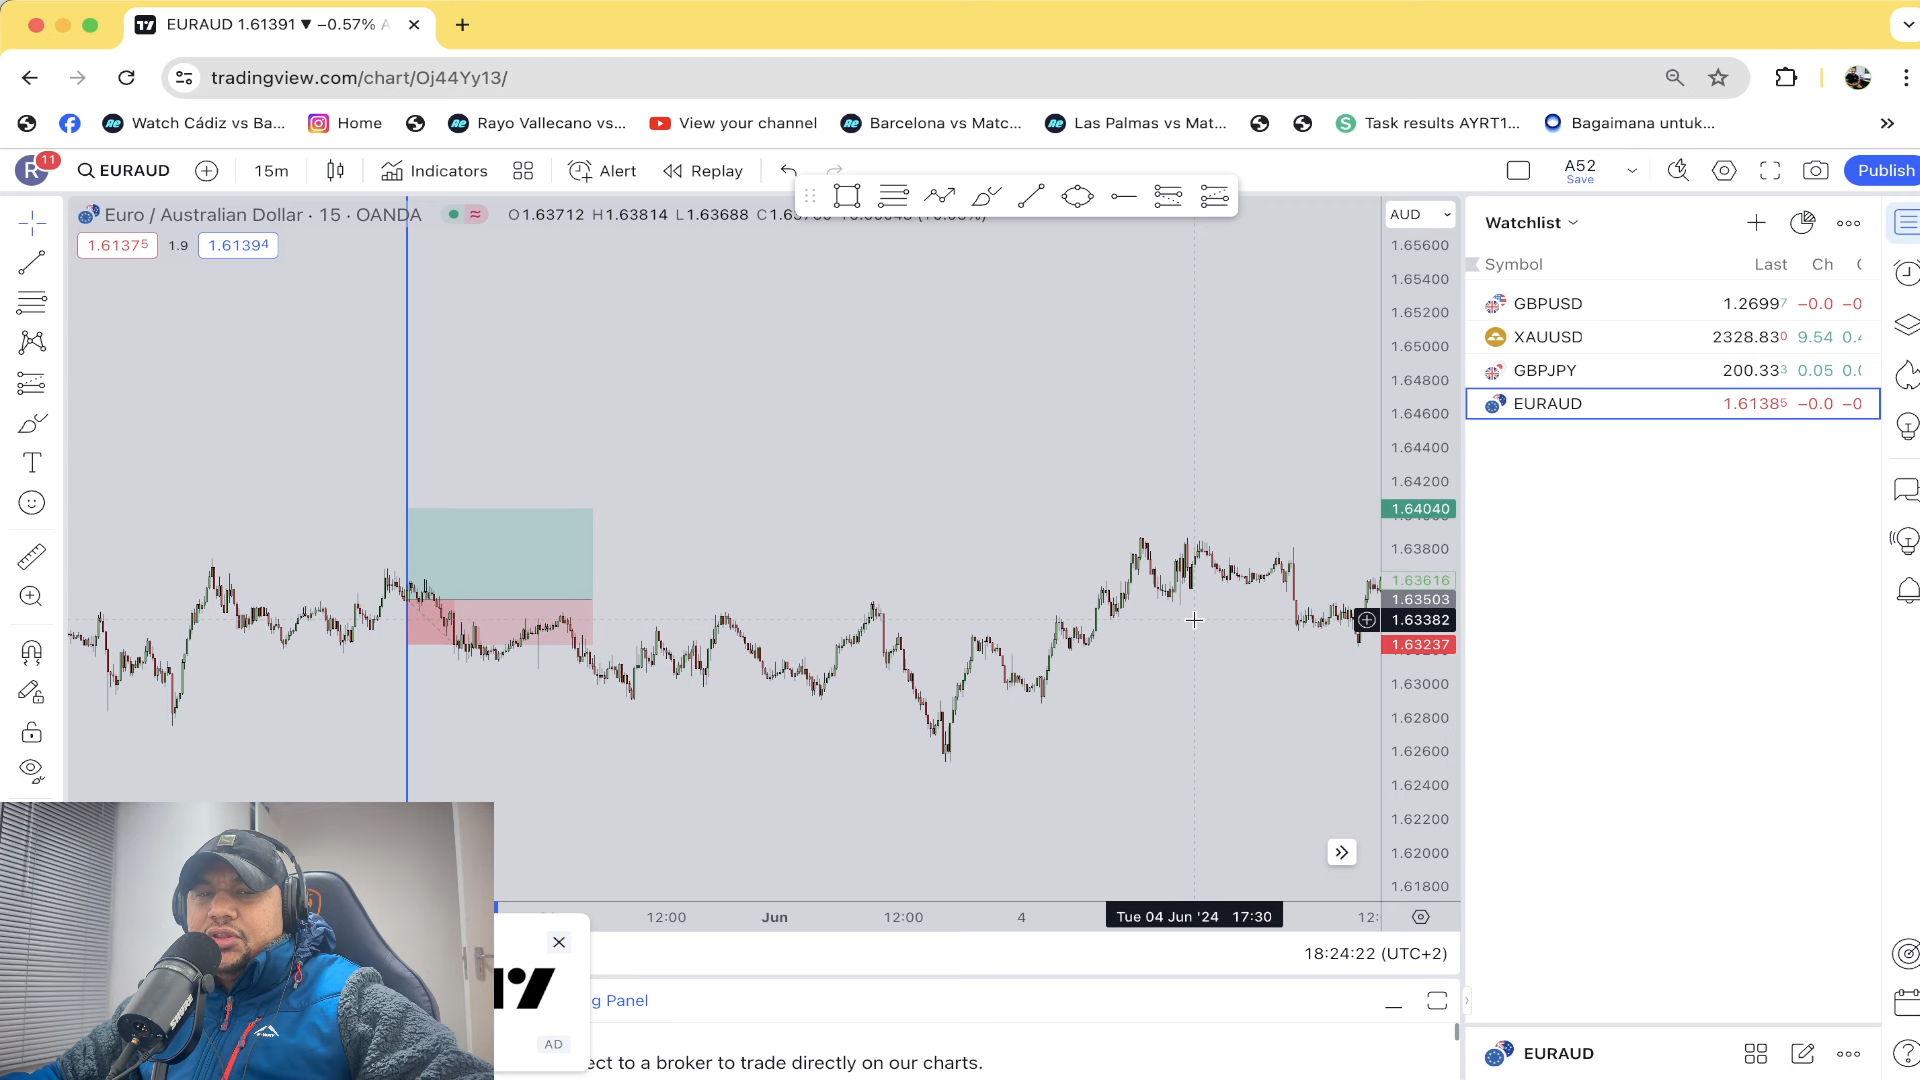 EURAUD 1.61391 ▼ −0.57% A
tradingview.com/chart/Oj44Yy13/
Watch Cádiz vs Ba... Home Rayo Vallecano vs... View your channel Barcelona vs Matc... Las Palmas vs Mat... Task results AYRT1... Bagaimana untuk...
R 11 EURAUD 15m Indicators Alert Replay A52 Save Publish
Euro / Australian Dollar · 15 · OANDA O1.63712 H1.63814 L1.63688
1.61375 1.9 1.61394
AUD
1.65600
1.65400
1.65200
1.65000
1.64800
1.64600
1.64400
1.64200
1.64040
1.63800
1.63616
1.63503
1.63382
1.63237
1.63000
1.62800
1.62600
1.62400
1.62200
1.62000
1.61800
12:00 Jun 12:00 4 Tue 04 Jun '24 17:30 12:
18:24:22 (UTC+2)
g Panel
AD
ect to a broker to trade directly on our charts.
Watchlist
Symbol Last Ch
GBPUSD 1.26997 −0.0 −0
XAUUSD 2328.830 9.54 0.4
GBPJPY 200.333 0.05 0.0
EURAUD 1.61385 −0.0 −0
EURAUD